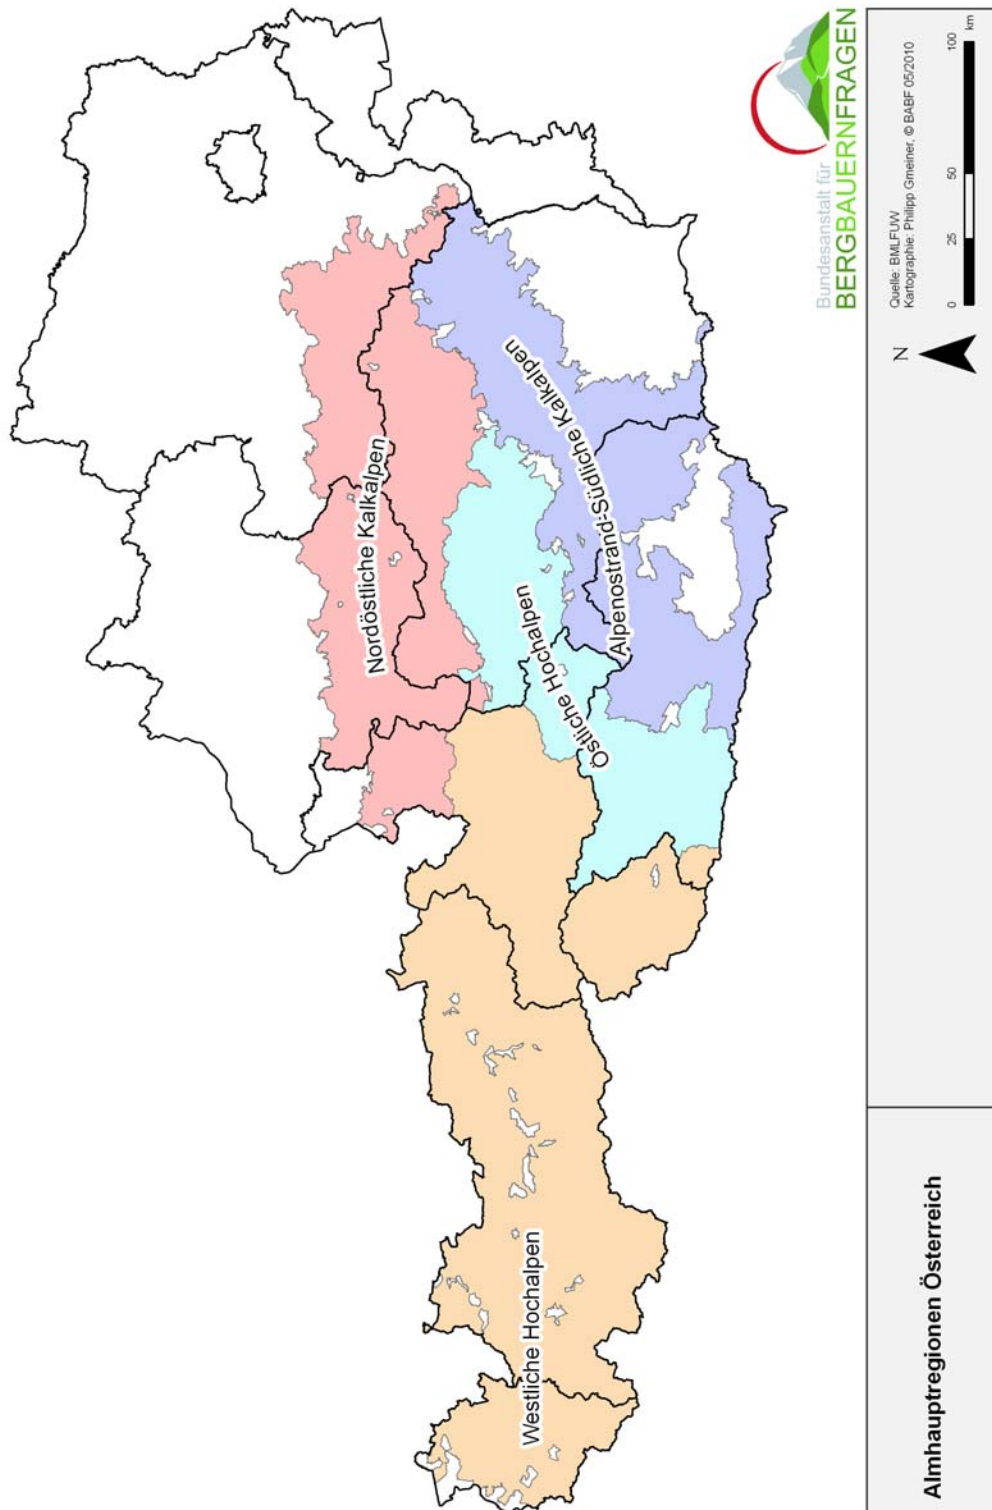 Nordöstliche Kalkalpen
Alpenostrand-Südliche Kalkalpen
Östliche Hochalpen
Westliche Hochalpen
Bundesanstalt für
BERGBAUERNFRAGEN
Almhauptregionen Österreich
N
Quelle: BMLFUW
Kartographie: Philipp Gmeiner, © BABF 05/2010
0 25 50 100
km